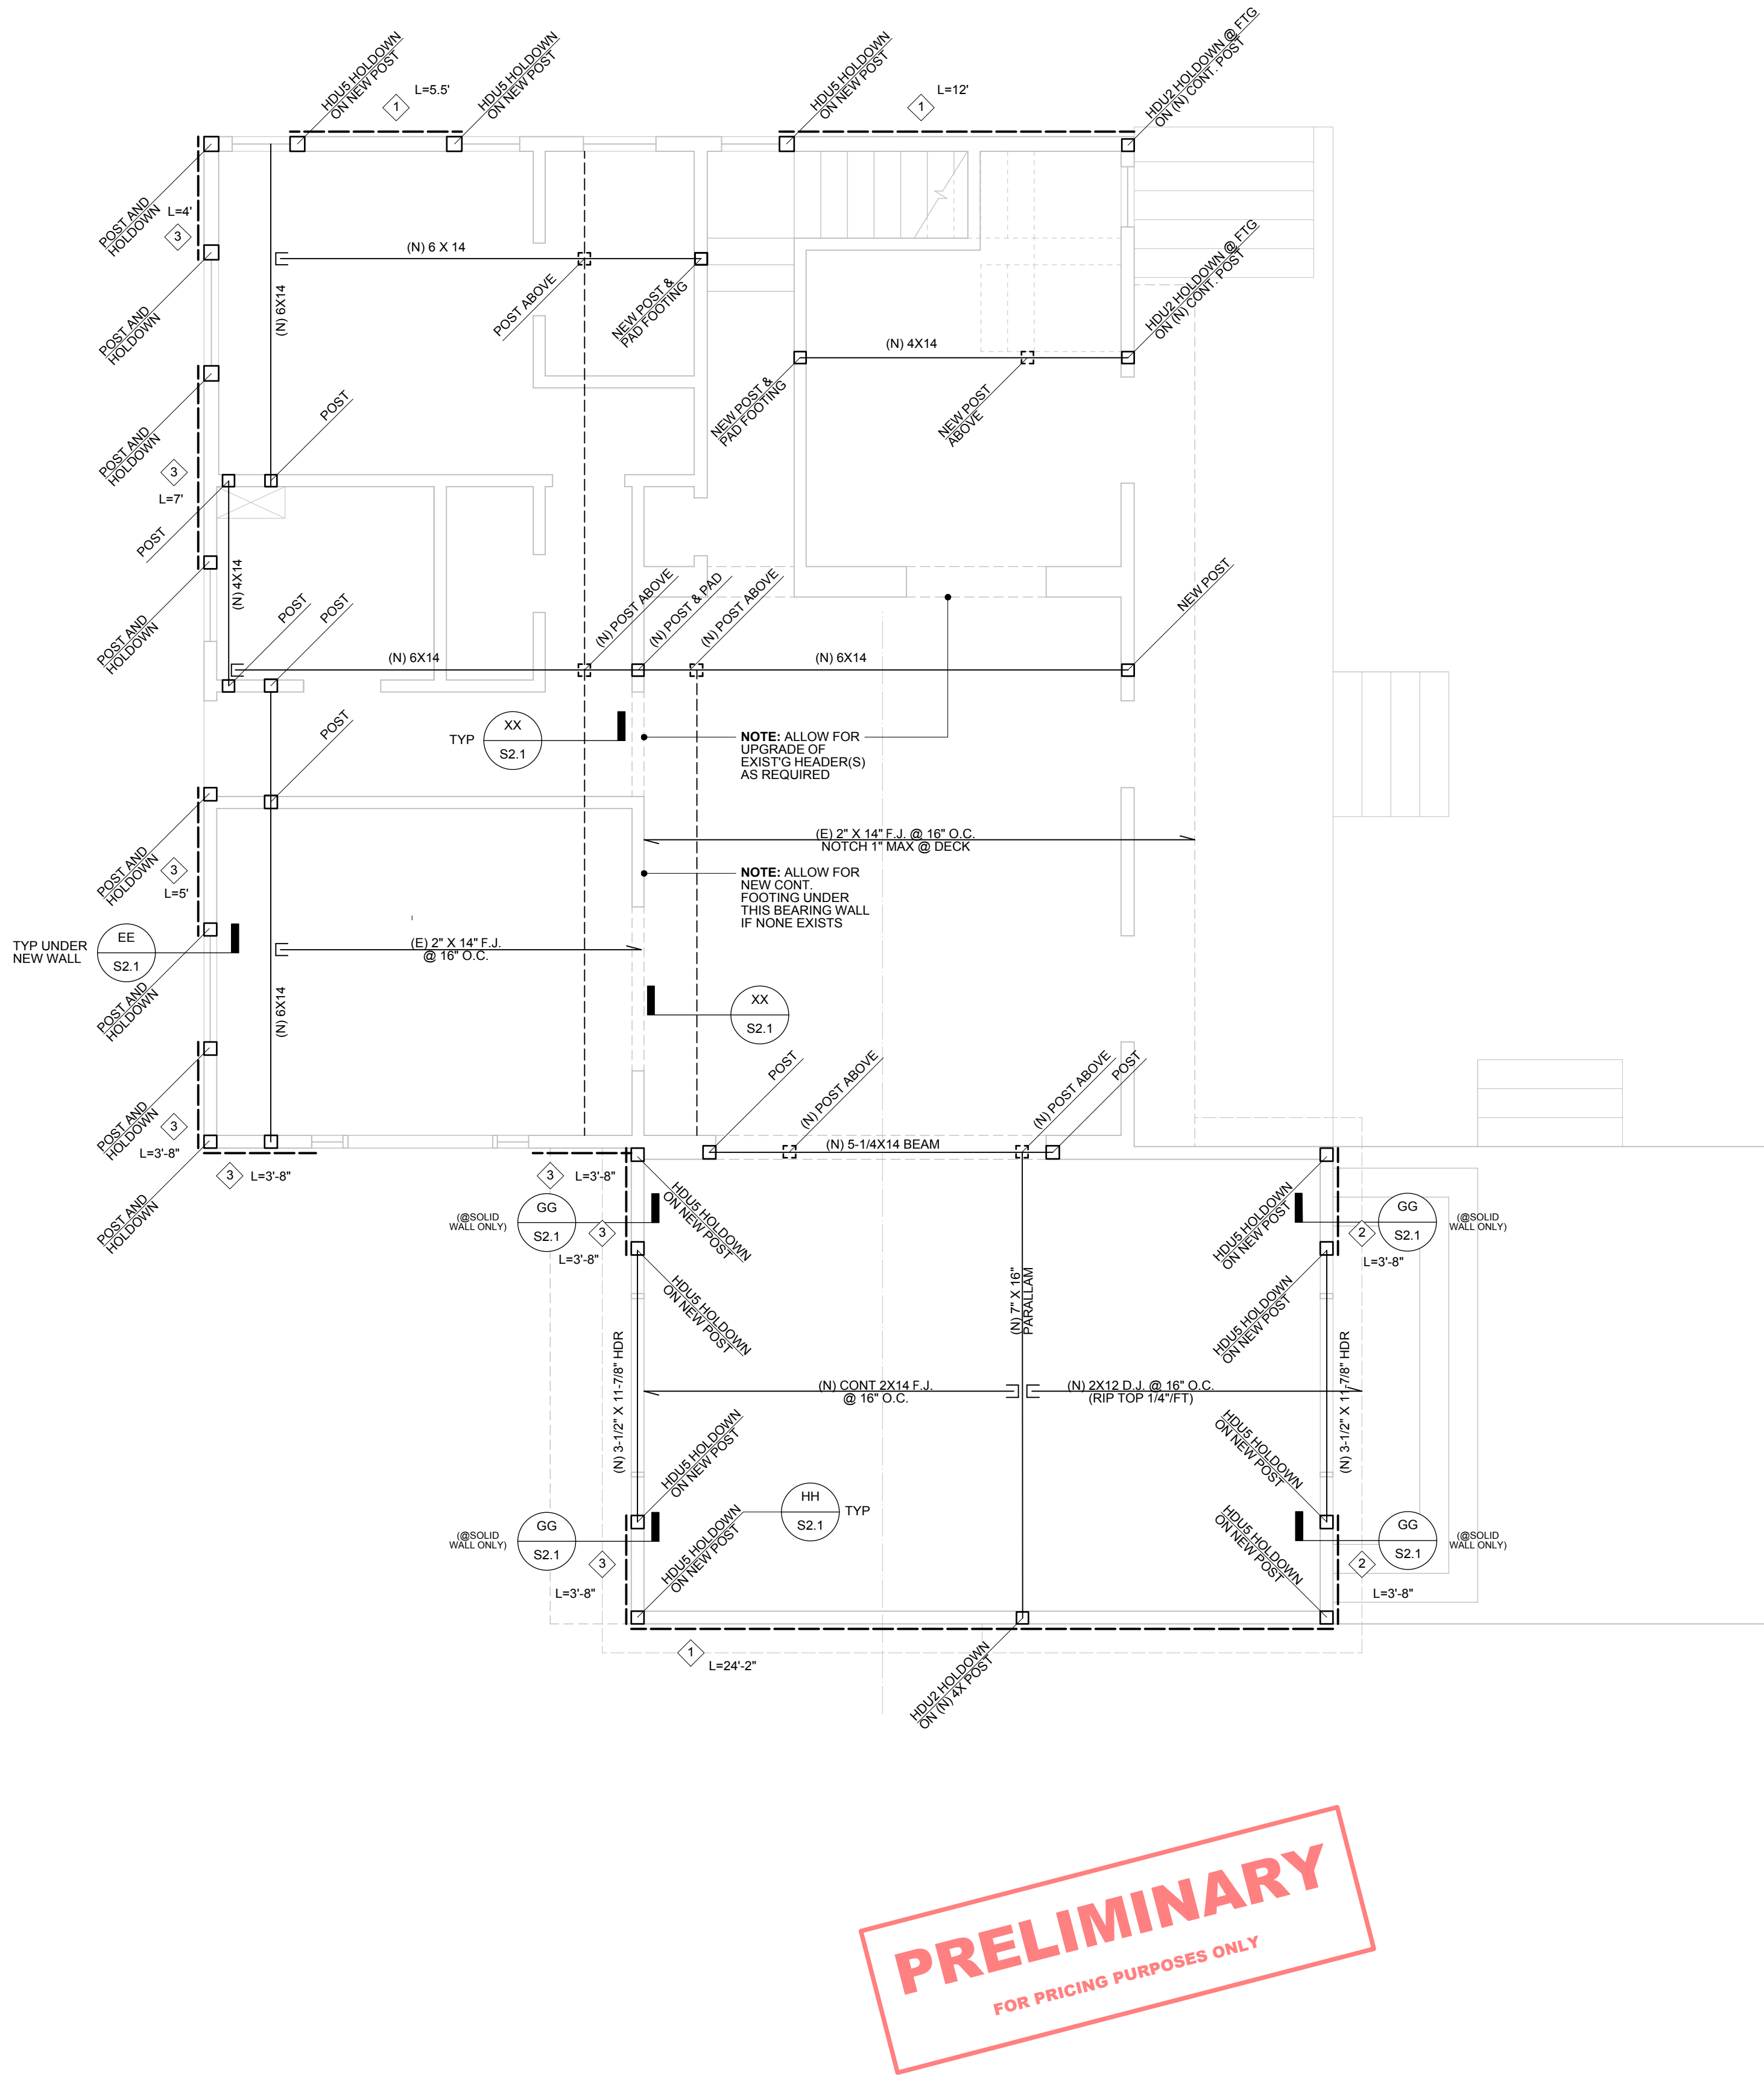 HDU5 HOLDOWN
ON NEW POST
L=5.5'
1
HDU5 HOLDOWN
ON NEW POST
HDU5 HOLDOWN
ON NEW POST
L=12'
1
HDU2 HOLDOWN @ FTG
ON (N) CONT. POST
POST AND
HOLDOWN
L=4'
3
(N) 6 X 14
(N) 6X14
POST ABOVE
NEW POST &
PAD FOOTING
POST AND
HOLDOWN
HDU2 HOLDOWN @ FTG
ON (N) CONT. POST
(N) 4X14
NEW POST &
PAD FOOTING
NEW POST
ABOVE
POST
POST AND
HOLDOWN
3
L=7'
POST
(N) 4X14
POST
POST
(N) POST ABOVE
(N) POST & PAD
(N) POST ABOVE
NEW POST
POST AND
HOLDOWN
(N) 6X14
(N) 6X14
POST
TYP
XX
S2.1
NOTE: ALLOW FOR
UPGRADE OF
EXIST'G HEADER(S)
AS REQUIRED
(E) 2" X 14" F.J. @ 16" O.C.
NOTCH 1" MAX @ DECK
POST AND
HOLDOWN
3
L=5'
NOTE: ALLOW FOR
NEW CONT.
FOOTING UNDER
THIS BEARING WALL
IF NONE EXISTS
TYP UNDER
NEW WALL
EE
S2.1
(E) 2" X 14" F.J.
@ 16" O.C.
POST AND
HOLDOWN
(N) 6X14
XX
S2.1
POST
(N) POST ABOVE
(N) POST ABOVE
POST
POST AND
HOLDOWN
3
L=3'-8"
(N) 5-1/4X14 BEAM
POST AND
HOLDOWN
3
L=3'-8"
3
L=3'-8"
(@SOLID
WALL ONLY)
GG
S2.1
3
L=3'-8"
HDU5 HOLDOWN
ON NEW POST
HDU5 HOLDOWN
ON NEW POST
GG
S2.1
(@SOLID
WALL ONLY)
2
L=3'-8"
HDU5 HOLDOWN
ON NEW POST
HDU5 HOLDOWN
ON NEW POST
(N) 7" X 16"
PARALLAM
(N) 3-1/2" X 11-7/8" HDR
(N) CONT 2X14 F.J.
@ 16" O.C.
(N) 2X12 D.J. @ 16" O.C.
(RIP TOP 1/4"/FT)
(N) 3-1/2" X 11-7/8" HDR
HDU5 HOLDOWN
ON NEW POST
HDU5 HOLDOWN
ON NEW POST
(@SOLID
WALL ONLY)
GG
S2.1
HDU5 HOLDOWN
ON NEW POST
HH
S2.1
TYP
HDU5 HOLDOWN
ON NEW POST
GG
S2.1
(@SOLID
WALL ONLY)
3
L=3'-8"
2
L=3'-8"
1
L=24'-2"
HDU2 HOLDOWN
ON (N) 4X POST
PRELIMINARY
FOR PRICING PURPOSES ONLY